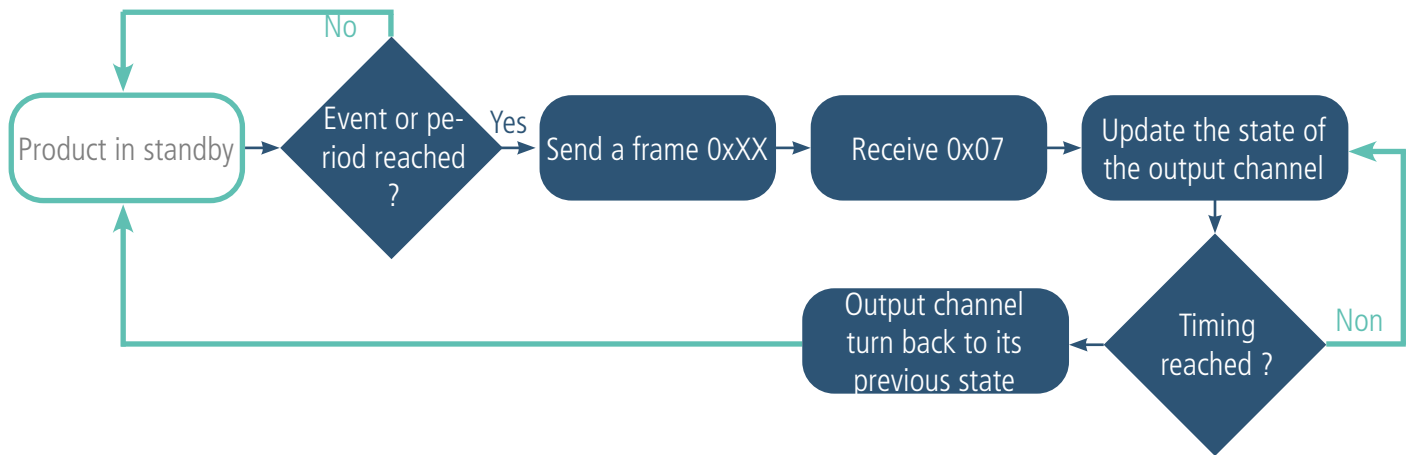 No
Product in standby
Event or pe-
riod reached
?
Yes
Send a frame 0xXX
Receive 0x07
Update the state of
the output channel
Output channel
turn back to its
previous state
Timing
reached ?
Non